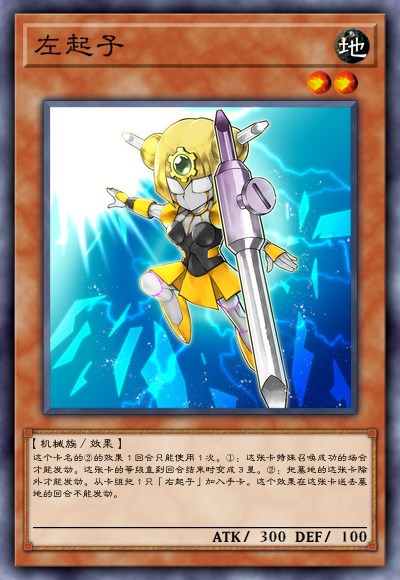 左起子
地
【机械族／效果】
这个卡名的②的效果1回合只能使用1次。①：这张卡特殊召唤成功的场合
才能发动。这张卡的等级直到回合结束时变成3星。②：把墓地的这张卡除
外才能发动。从卡组把1只「右起子」加入手卡。这个效果在这张卡送去墓
地的回合不能发动。
ATK/ 300 DEF/ 100